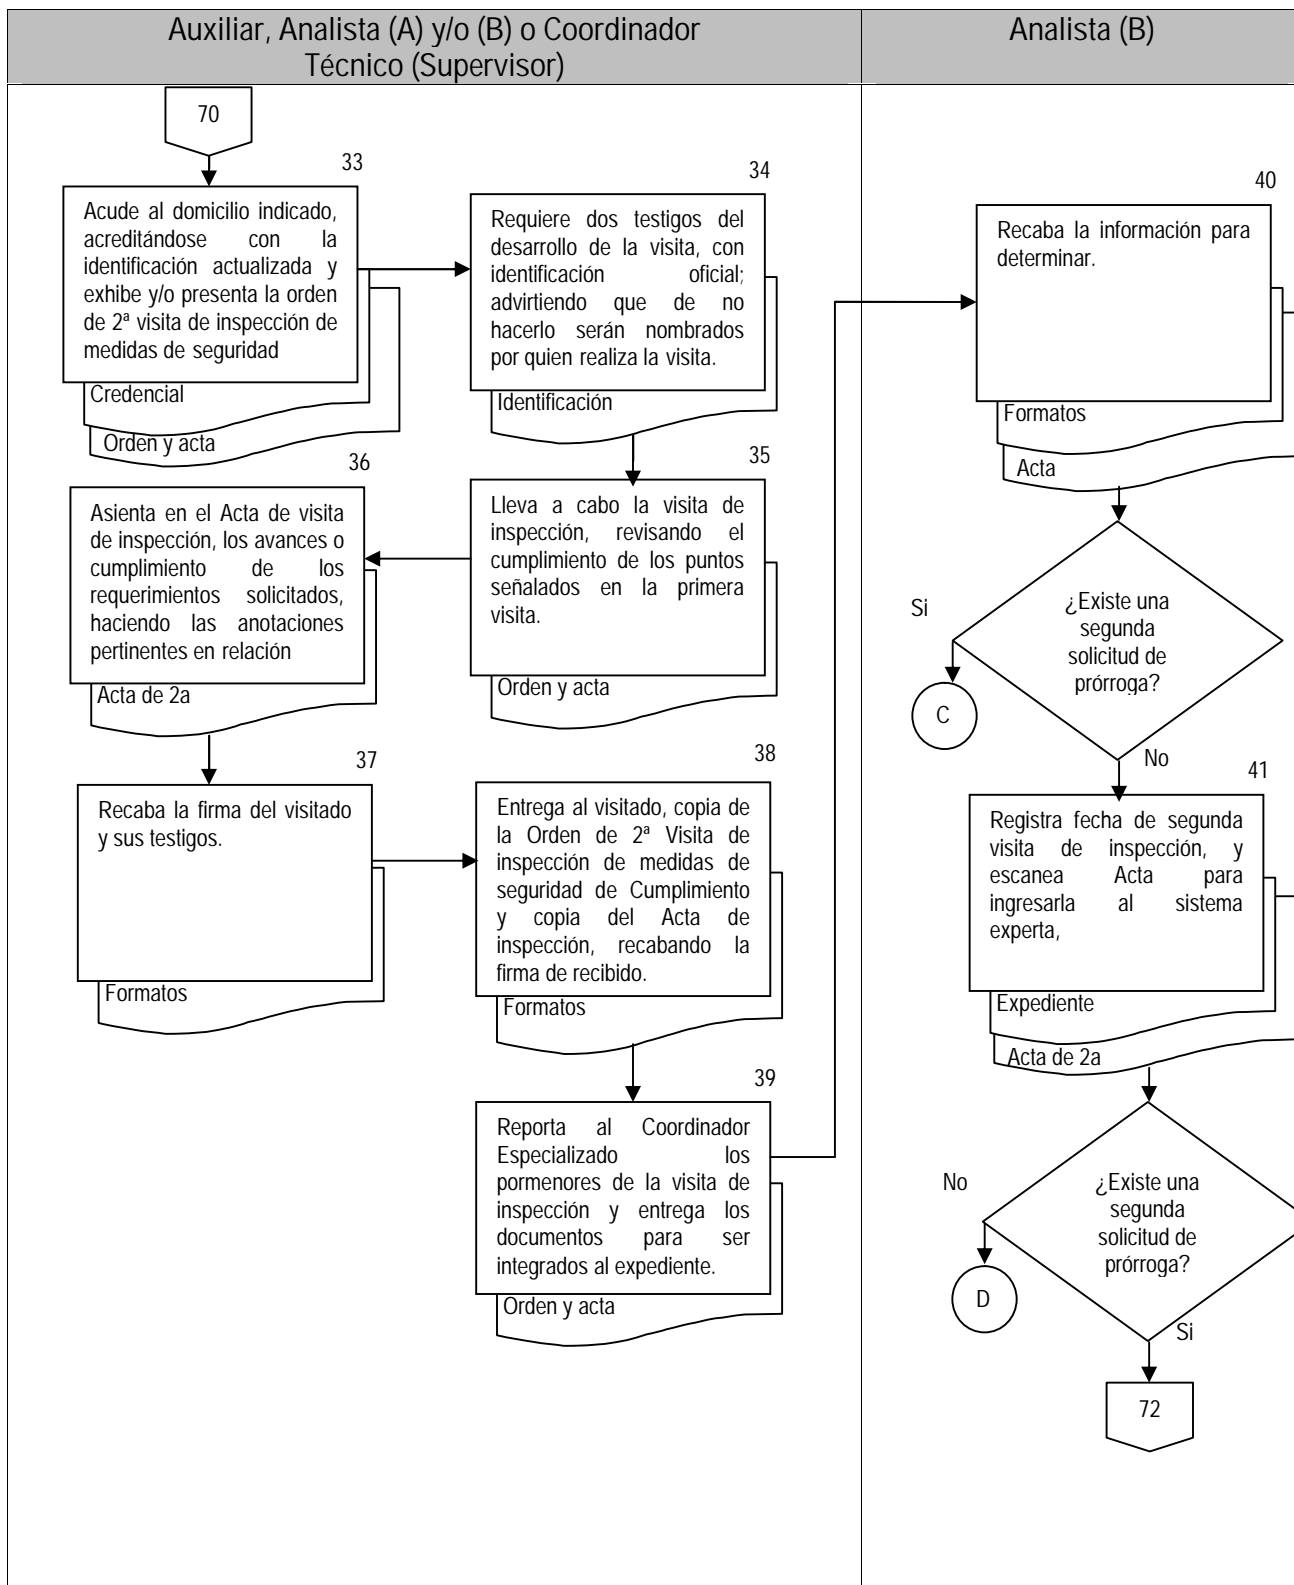 Auxiliar, Analista (A) y/o (B) o Coordinador
Técnico (Supervisor)
Analista (B)
70
33
Acude al domicilio indicado,
acreditándose con la
identificación actualizada y
exhibe y/o presenta la orden
de 2ª visita de inspección de
medidas de seguridad
Credencial
Orden y acta
34
Requiere dos testigos del
desarrollo de la visita, con
identificación oficial;
advirtiendo que de no
hacerlo serán nombrados
por quien realiza la visita.
Identificación
35
Lleva a cabo la visita de
inspección, revisando el
cumplimiento de los puntos
señalados en la primera
visita.
Orden y acta
36
Asienta en el Acta de visita
de inspección, los avances o
cumplimiento de los
requerimientos solicitados,
haciendo las anotaciones
pertinentes en relación
Acta de 2a
37
Recaba la firma del visitado
y sus testigos.
Formatos
38
Entrega al visitado, copia de
la Orden de 2ª Visita de
inspección de medidas de
seguridad de Cumplimiento
y copia del Acta de
inspección, recabando la
firma de recibido.
Formatos
39
Reporta al Coordinador
Especializado los
pormenores de la visita de
inspección y entrega los
documentos para ser
integrados al expediente.
Orden y acta
40
Recaba la información para
determinar.
Formatos
Acta
¿Existe una
segunda
solicitud de
prórroga?
Si
C
No
41
Registra fecha de segunda
visita de inspección, y
escanea Acta para
ingresarla al sistema
experta,
Expediente
Acta de 2a
¿Existe una
segunda
solicitud de
prórroga?
No
D
Si
72